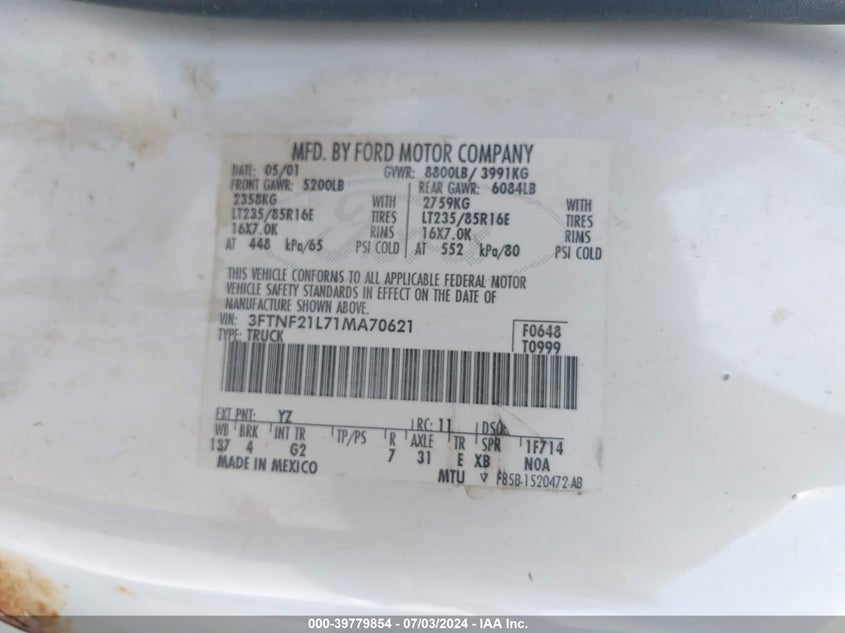 MFD. BY FORD MOTOR COMPANY
DATE: 05/01 GVWR: 8800LB/ 3991KG
FRONT GAWR: 5200LB REAR GAWR: 6084LB
2358KG WITH 2759KG WITH
LT235/85R16E TIRES LT235/85R16E TIRES
16X7.0K RIMS 16X7.0K RIMS
AT 448 kPa/65 PSI COLD AT 552 kPa/80 PSI COLD
THIS VEHICLE CONFORMS TO ALL APPLICABLE FEDERAL MOTOR
VEHICLE SAFETY STANDARDS IN EFFECT ON THE DATE OF
MANUFACTURE SHOWN ABOVE.
VIN: 3FTNF21L71MA70621 F0648
TYPE: TRUCK T0999
EXT PNT: YZ RC: 11 DSO:
WB BRK INT TR TP/PS R AXLE TR SPR 1F714
137 4 G2 7 31 E XB NOA
MADE IN MEXICO MTU F85B-1520472-AB
000-39779854 - 07/03/2024 - IAA Inc.